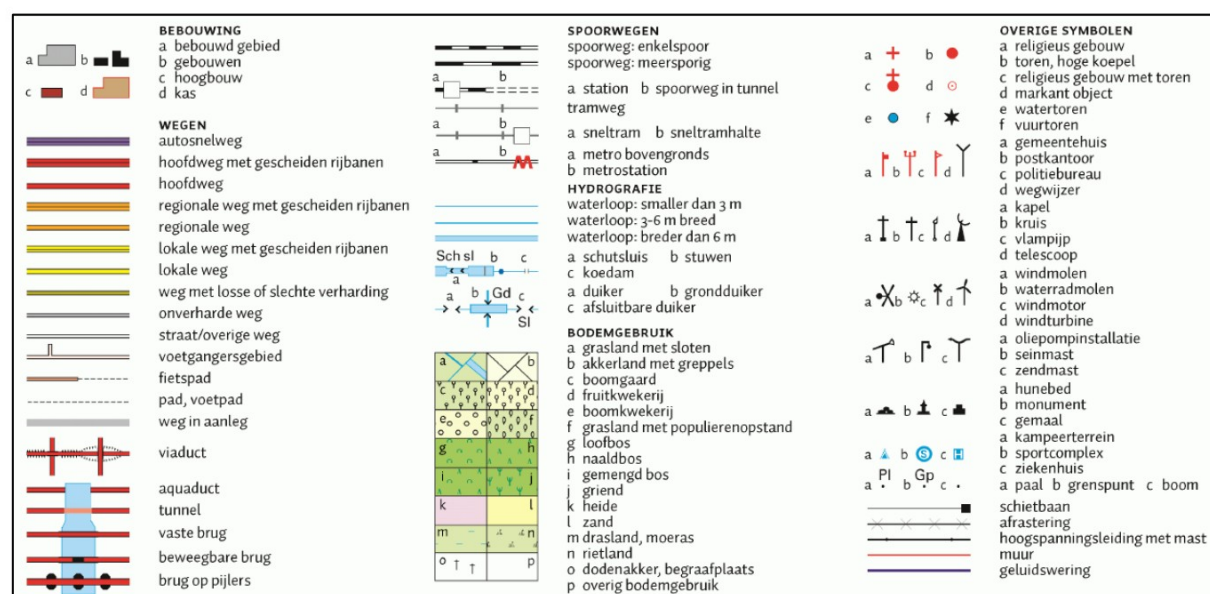 BEBOUWING
a b
a bebouwd gebied
b gebouwen
c d
c hoogbouw
d kas
WEGEN
autosnelweg
hoofdweg met gescheiden rijbanen
hoofdweg
regionale weg met gescheiden rijbanen
regionale weg
lokale weg met gescheiden rijbanen
lokale weg
weg met losse of slechte verharding
onverharde weg
straat/overige weg
voetgangersgebied
fietspad
pad, voetpad
weg in aanleg
viaduct
aquaduct
tunnel
vaste brug
beweegbare brug
brug op pijlers
SPOORWEGEN
spoorweg: enkelspoor
spoorweg: meersporig
a b
a station b spoorweg in tunnel
tramweg
a b
a sneltram b sneltramhalte
a b
a metro bovengronds
b metrostation
HYDROGRAFIE
waterloop: smaller dan 3 m
waterloop: 3-6 m breed
waterloop: breder dan 6 m
Sch sl b c
a
a schutsluis b stuwen
c koedam
a b Gd c
Sl
a duiker b grondduiker
c afsluitbare duiker
BODEMGEBRUIK
a b
c d
e f
g h
i j
k l
m n
o p
a grasland met sloten
b akkerland met greppels
c boomgaard
d fruitkwekerij
e boomkwekerij
f grasland met populierenopstand
g loofbos
h naaldbos
i gemengd bos
j griend
k heide
l zand
m drasland, moeras
n rietland
o dodenakker, begraafplaats
p overig bodemgebruik
OVERIGE SYMBOLEN
a b
a religieus gebouw
b toren, hoge koepel
c d
c religieus gebouw met toren
d markant object
e f
e watertoren
f vuurtoren
a b c d
a gemeentehuis
b postkantoor
c politiebureau
d wegwijzer
a b c d
a kapel
b kruis
c vlampijp
d telescoop
a b c d
a windmolen
b waterradmolen
c windmotor
d windturbine
a b c
a oliepompinstallatie
b seinmast
c zendmast
a b c
a hunebed
b monument
c gemaal
a b S c H
a kampeerterrein
b sportcomplex
c ziekenhuis
Pl Gp
a b c
a paal b grenspunt c boom
schietbaan
afrastering
hoogspanningsleiding met mast
muur
geluidswering